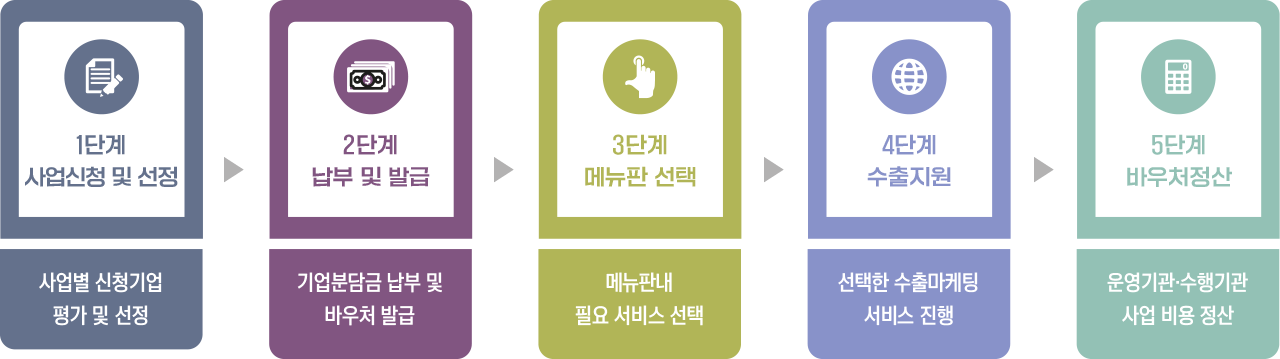 1단계
사업신청 및 선정
사업별 신청기업
평가 및 선정
2단계
납부 및 발급
기업분담금 납부 및
바우처 발급
3단계
메뉴판 선택
메뉴판내
필요 서비스 선택
4단계
수출지원
선택한 수출마케팅
서비스 진행
5단계
바우처정산
운영기관·수행기관
사업 비용 정산